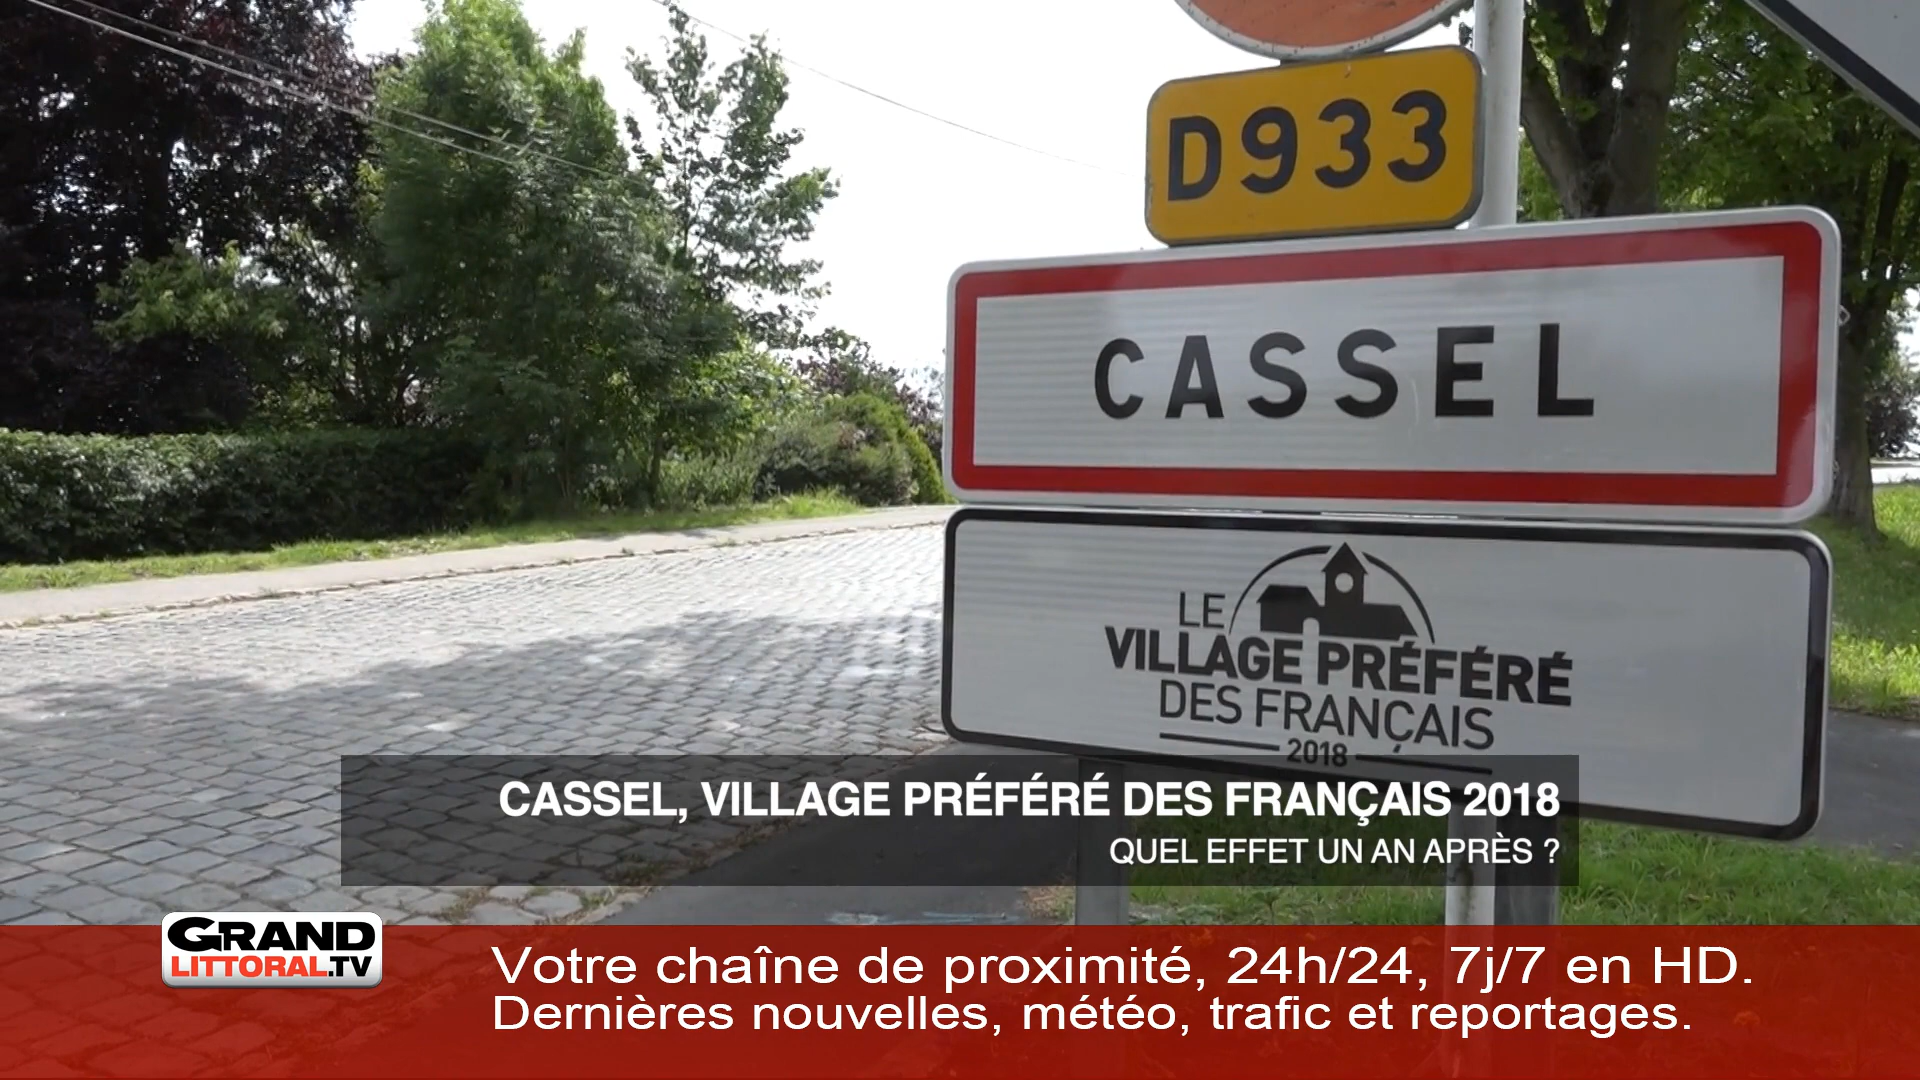 D933
CASSEL
LE
VILLAGE PRÉFÉRÉ
DES FRANÇAIS
2018
CASSEL, VILLAGE PRÉFÉRÉ DES FRANÇAIS 2018
QUEL EFFET UN AN APRÈS ?
GRAND
LITTORAL.TV
Votre chaîne de proximité, 24h/24, 7j/7 en HD.
Dernières nouvelles, météo, trafic et reportages.